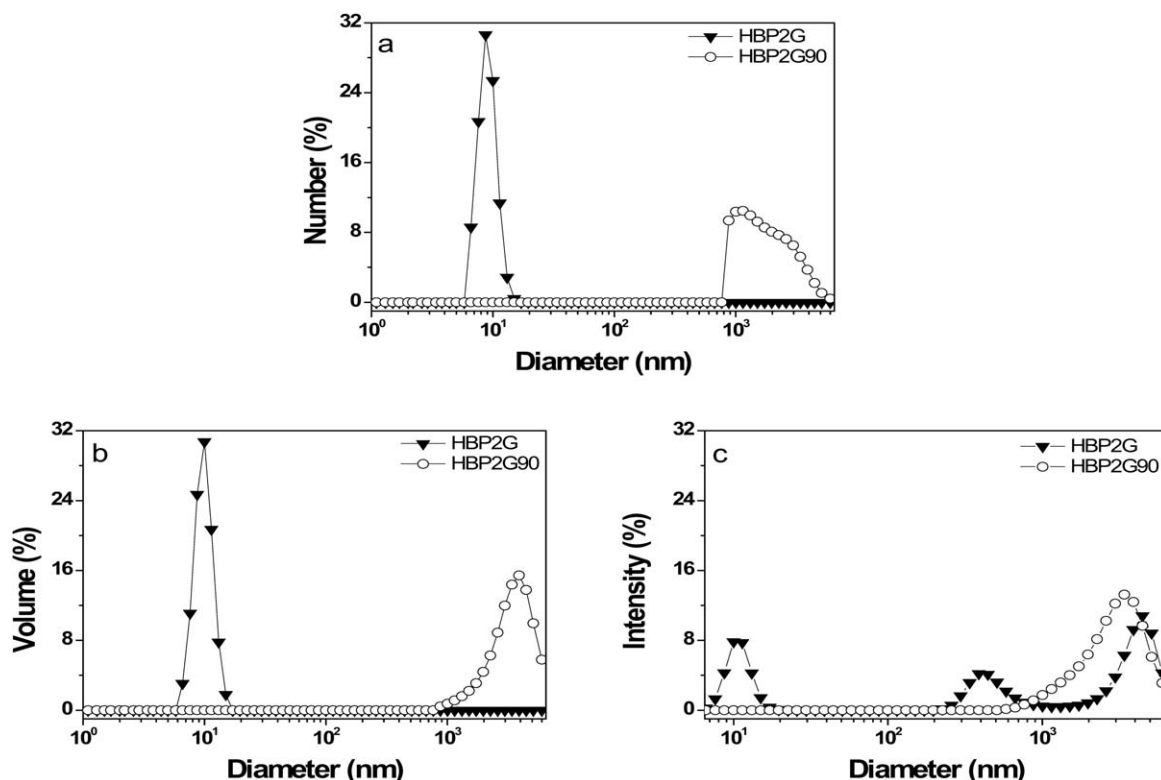 a
HBP2G
HBP2G90
Number (%)
32
24
16
8
0
10⁰ 10¹ 10² 10³
Diameter (nm)
b
HBP2G
HBP2G90
Volume (%)
32
24
16
8
0
10⁰ 10¹ 10² 10³
Diameter (nm)
c
HBP2G
HBP2G90
Intensity (%)
32
24
16
8
0
10¹ 10² 10³
Diameter (nm)